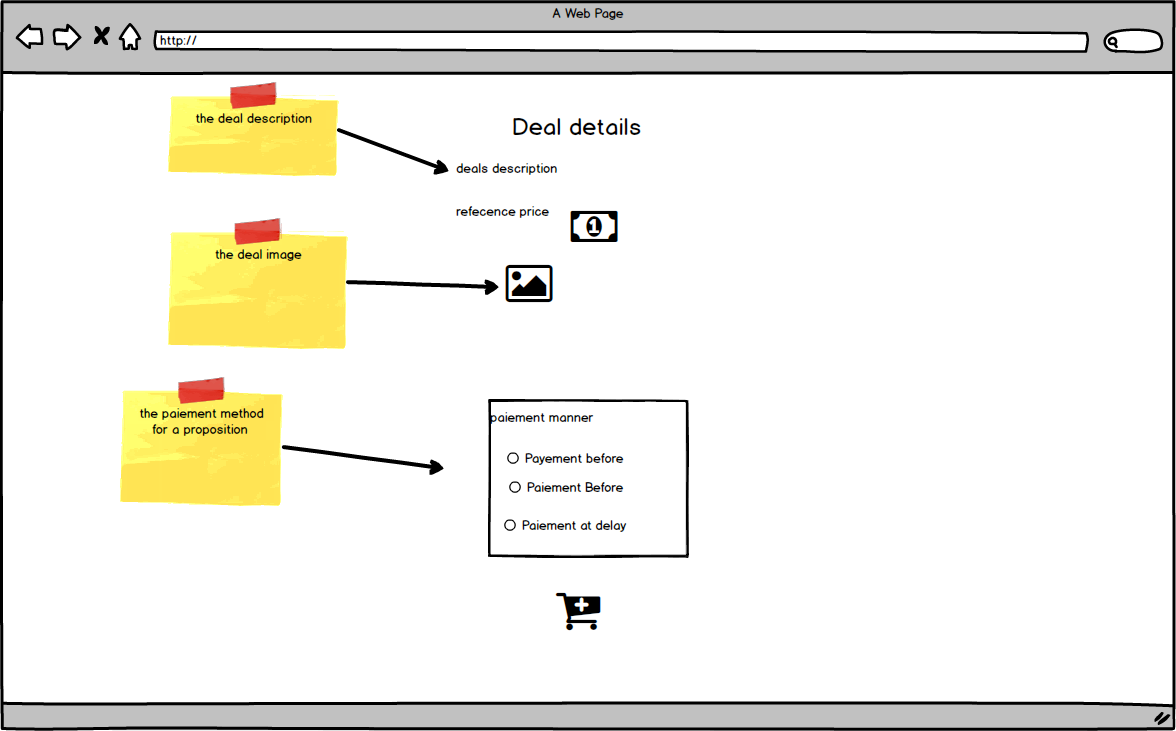 A Web Page
http://
the deal description
Deal details
deals description
refecence price
1
the deal image
the paiement method
for a proposition
paiement manner
Payement before
Paiement Before
Paiement at delay